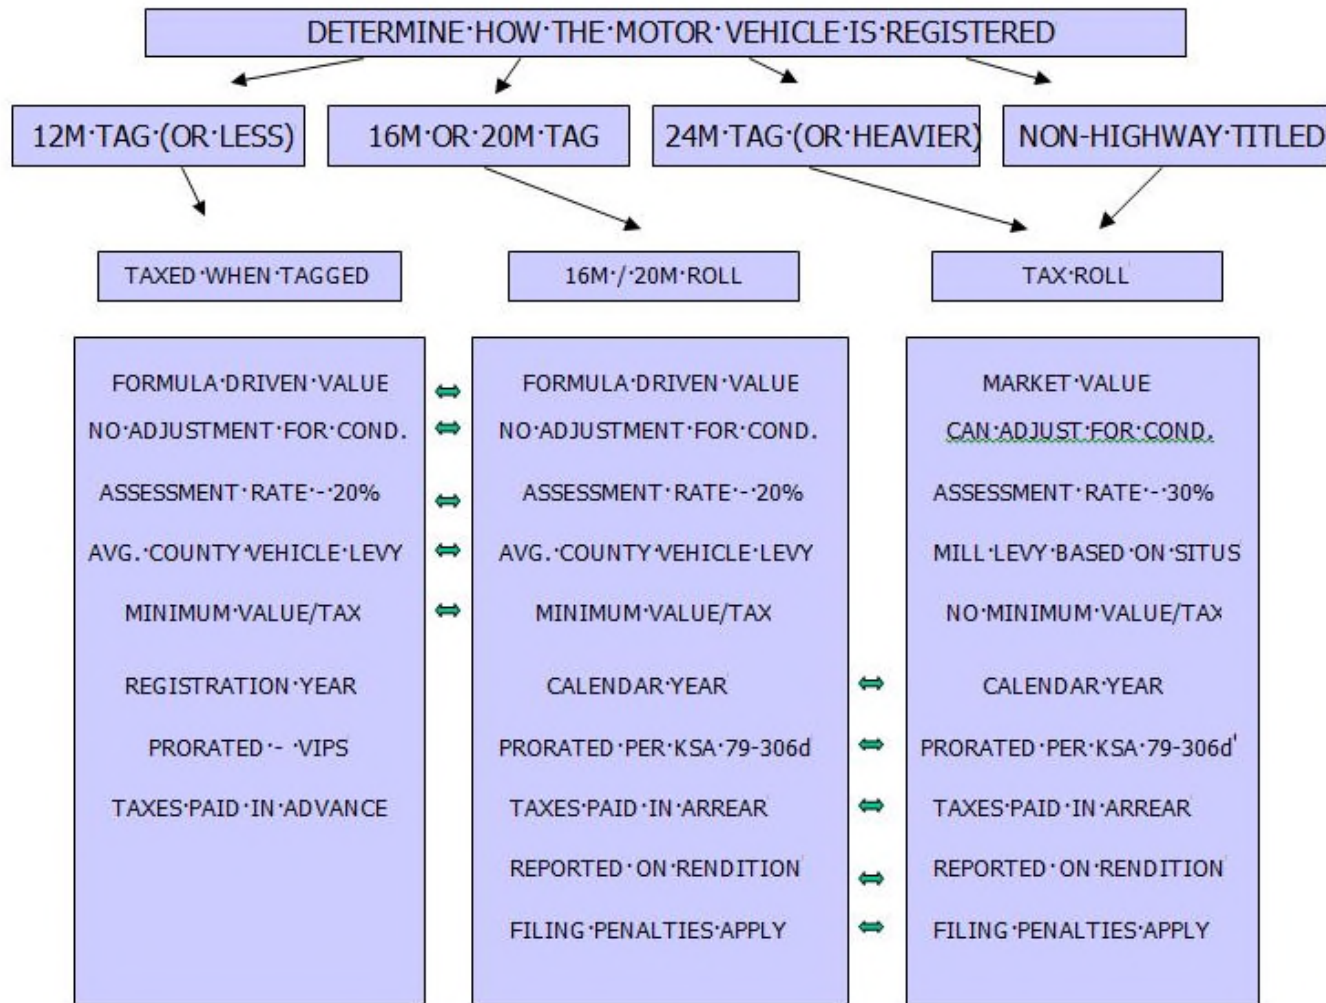 DETERMINE·HOW·THE·MOTOR·VEHICLE·IS·REGISTERED
12M·TAG·(OR·LESS)
16M·OR·20M·TAG
24M·TAG·(OR·HEAVIER)
NON-HIGHWAY·TITLED
TAXED·WHEN·TAGGED
16M·/·20M·ROLL
TAX·ROLL
FORMULA·DRIVEN·VALUE
NO·ADJUSTMENT·FOR·COND.
ASSESSMENT·RATE·-·20%
AVG.·COUNTY·VEHICLE·LEVY
MINIMUM·VALUE/TAX
REGISTRATION·YEAR
PRORATED·-·VIPS
TAXES·PAID·IN·ADVANCE
FORMULA·DRIVEN·VALUE
NO·ADJUSTMENT·FOR·COND.
ASSESSMENT·RATE·-·20%
AVG.·COUNTY·VEHICLE·LEVY
MINIMUM·VALUE/TAX
CALENDAR·YEAR
PRORATED·PER·KSA·79-306d
TAXES·PAID·IN·ARREAR
REPORTED·ON·RENDITION
FILING·PENALTIES·APPLY
MARKET·VALUE
CAN·ADJUST·FOR·COND.
ASSESSMENT·RATE·-·30%
MILL·LEVY·BASED·ON·SITUS
NO·MINIMUM·VALUE/TAX
CALENDAR·YEAR
PRORATED·PER·KSA·79-306d'
TAXES·PAID·IN·ARREAR
REPORTED·ON·RENDITION
FILING·PENALTIES·APPLY